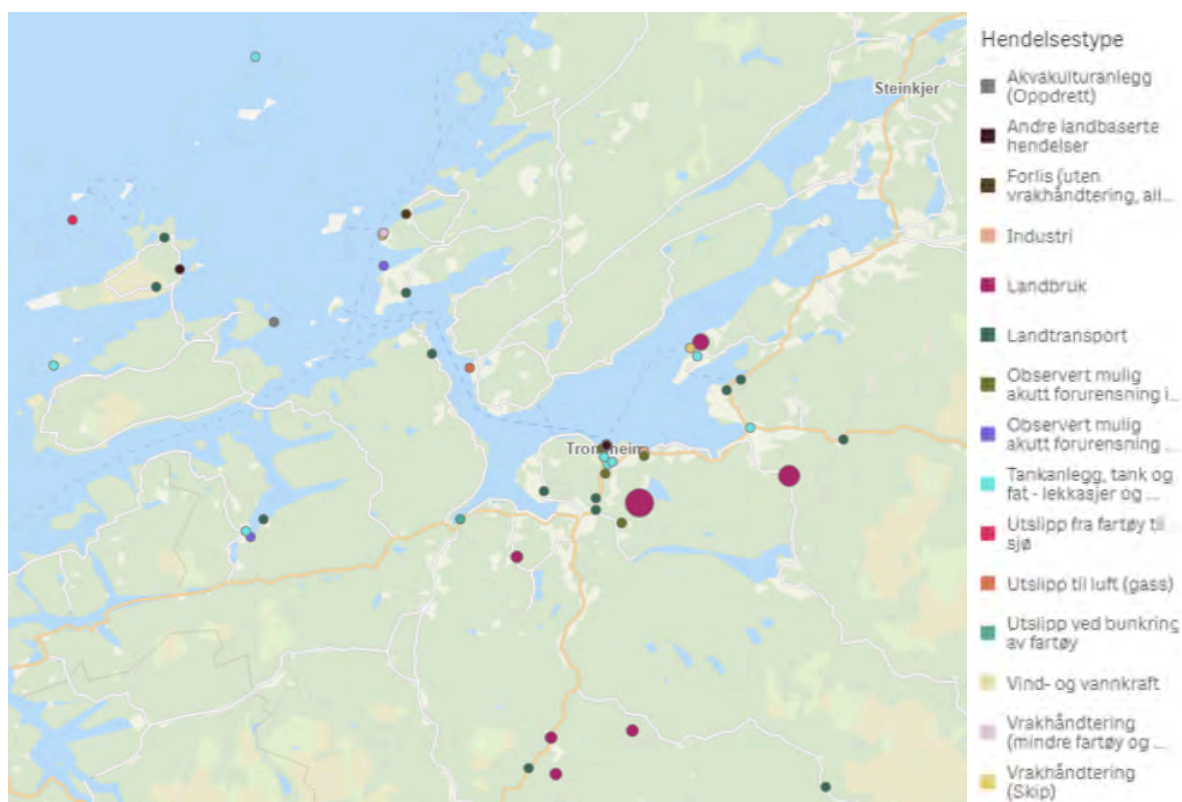 Steinkjer
Trondheim
Hendelsestype
Akvakulturanlegg
(Oppdrett)
Andre landbaserte
hendelser
Forlis (uten
vrakhåndtering, all...
Industri
Landbruk
Landtransport
Observert mulig
akutt forurensning i...
Observert mulig
akutt forurensning ...
Tankanlegg, tank og
fat - lekkasjer og ...
Utslipp fra fartøy til
sjø
Utslipp til luft (gass)
Utslipp ved bunkring
av fartøy
Vind- og vannkraft
Vrakhåndtering
(mindre fartøy og ...
Vrakhåndtering
(Skip)